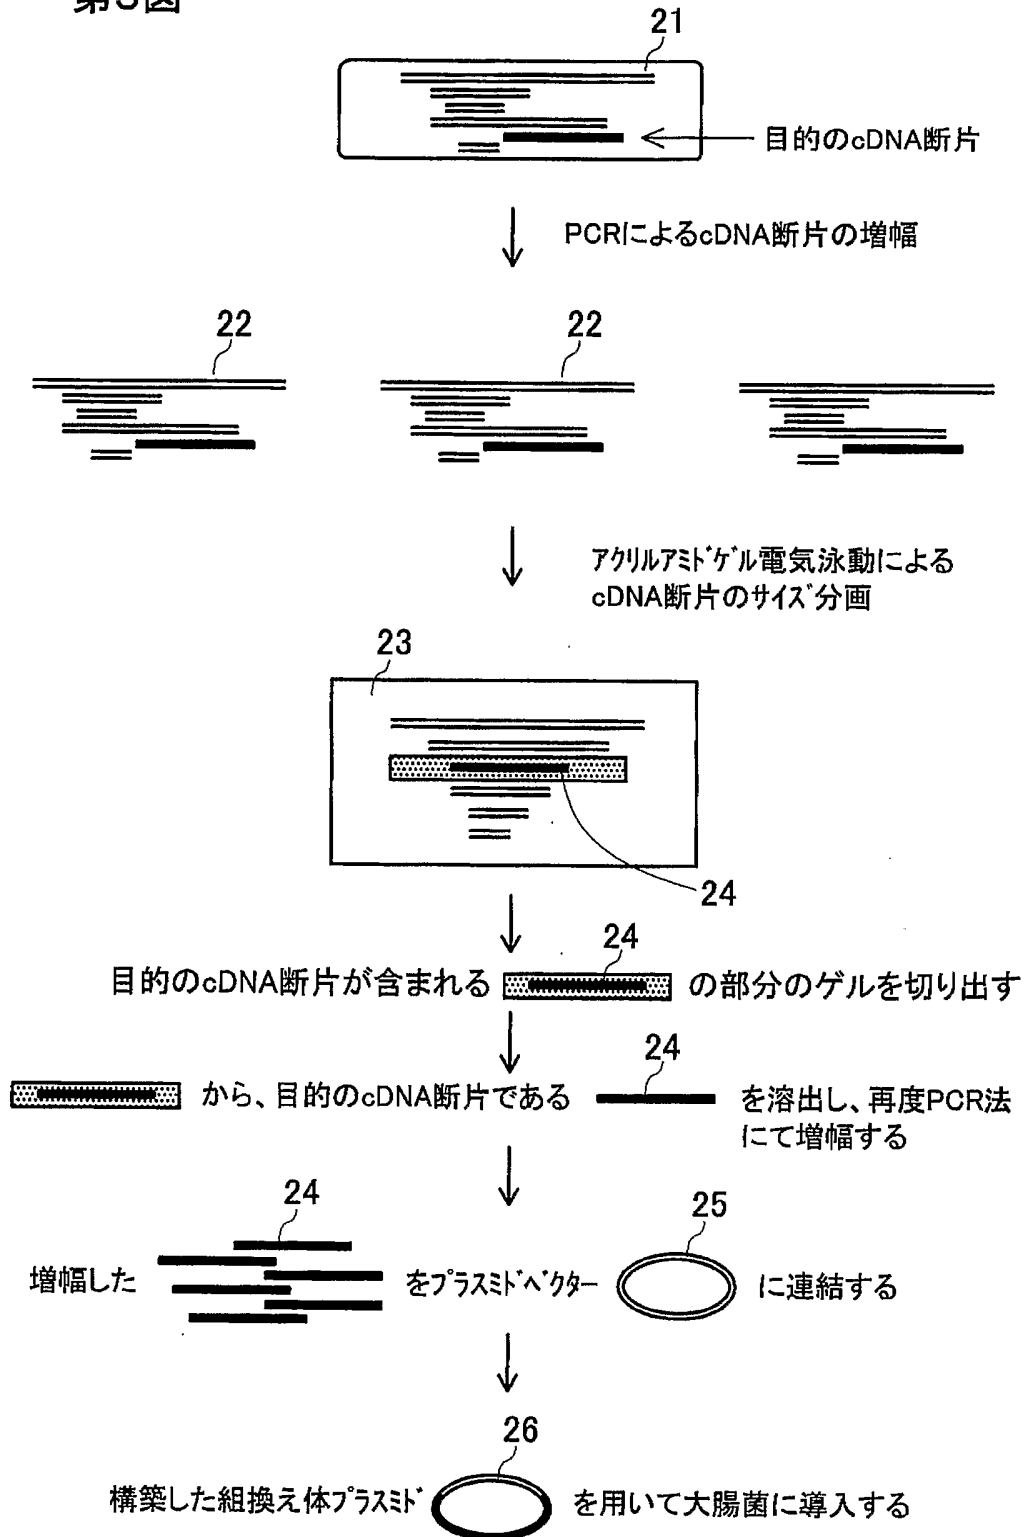 第3図
21
目的のcDNA断片
PCRによるcDNA断片の増幅
22
22
アクリルアミドゲル電気泳動による
cDNA断片のサイズ分画
23
24
24
目的のcDNA断片が含まれる の部分のゲルを切り出す
24
から、目的のcDNA断片である を溶出し、再度PCR法
にて増幅する
24
25
増幅した をプラスミドベクター に連結する
26
構築した組換え体プラスミド を用いて大腸菌に導入する